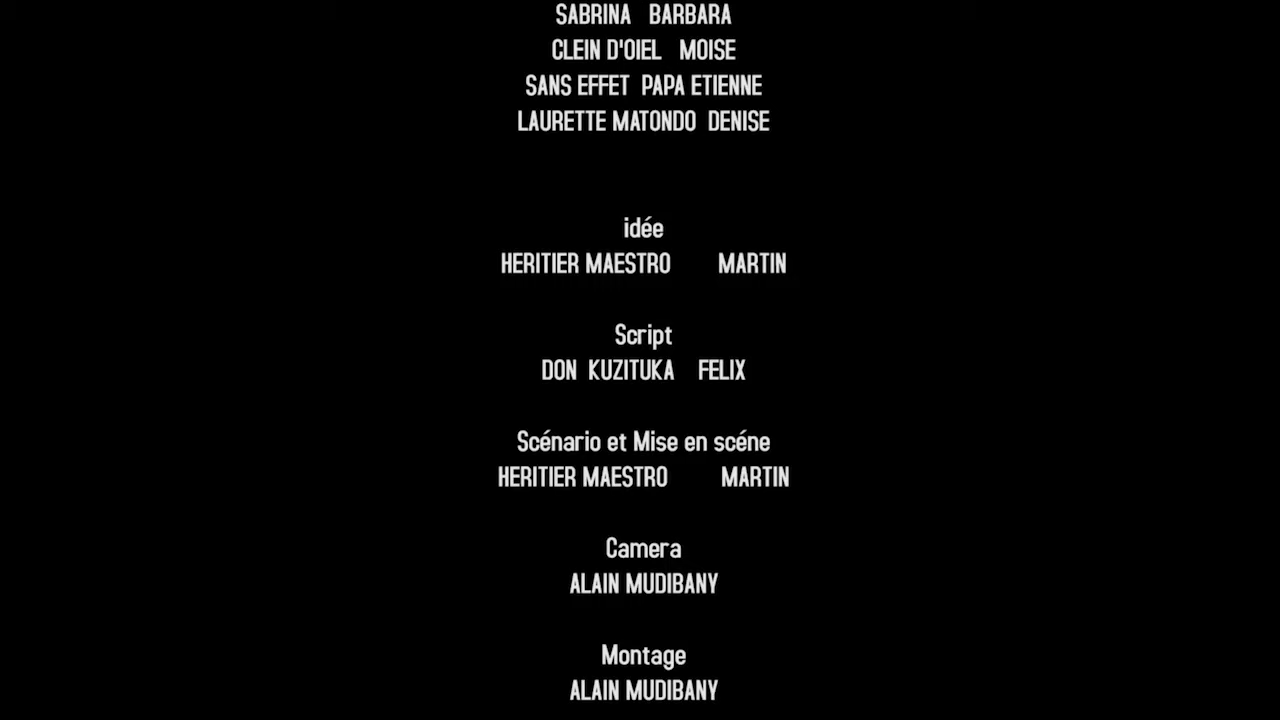 SABRINA BARBARA
CLEIN D'OIEL MOISE
SANS EFFET PAPA ETIENNE
LAURETTE MATONDO DENISE
idée
HERITIER MAESTRO MARTIN
Script
DON KUZITUKA FELIX
Scénario et Mise en scéne
HERITIER MAESTRO MARTIN
Camera
ALAIN MUDIBANY
Montage
ALAIN MUDIBANY